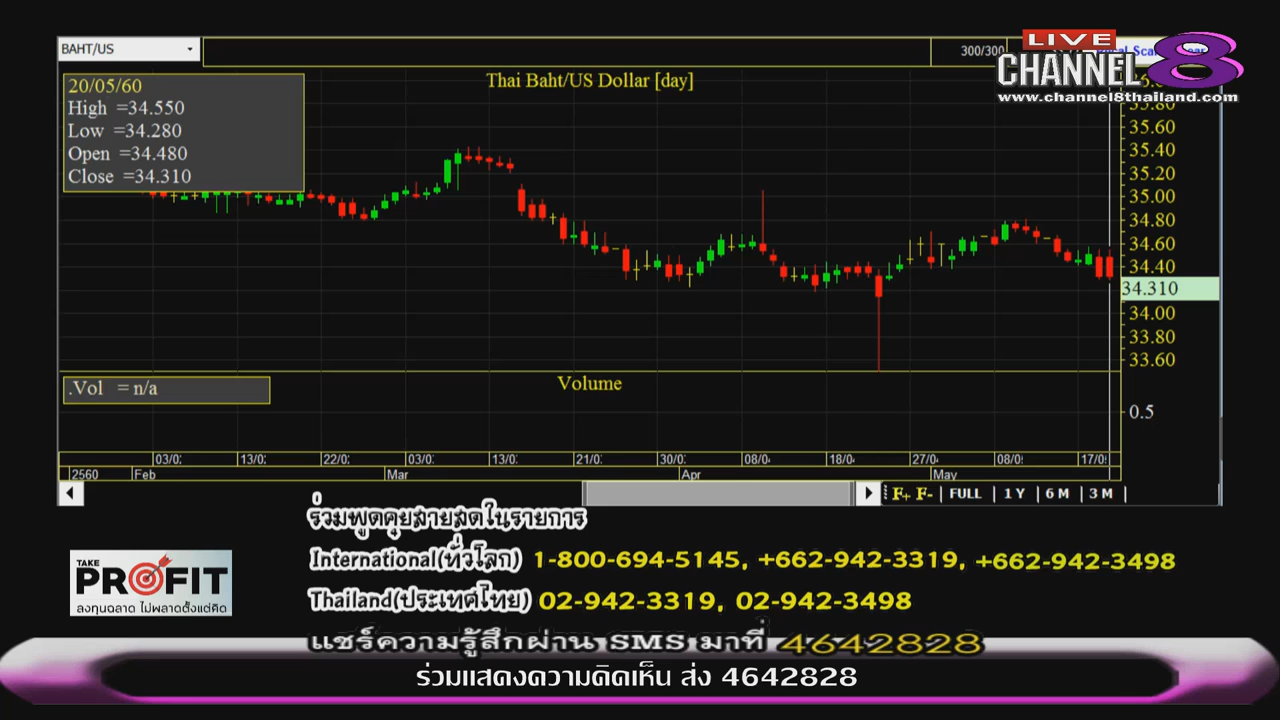 BAHT/US
300/300
LIVE
CHANNEL 8
www.channel8thailand.com
20/05/60
High =34.550
Low =34.280
Open =34.480
Close =34.310
Thai Baht/US Dollar [day]
35.80
35.60
35.40
35.20
35.00
34.80
34.60
34.40
34.310
34.00
33.80
33.60
.Vol = n/a
Volume
0.5
03/0
13/0
22/0
03/0
13/0
21/0
30/0
08/0
18/0
27/0
08/0
17/0
2560 Feb Mar Apr May
F+ F- FULL 1 Y 6 M 3 M
ร่วมพูดคุยสายสดในรายการ
International(ทั่วโลก) 1-800-694-5145, +662-942-3319, +662-942-3498
Thailand(ประเทศไทย) 02-942-3319, 02-942-3498
TAKE
PROFIT
ลงทุนฉลาด ไม่พลาดตั้งแต่คิด
แชร์ความรู้สึกผ่าน SMS มาที่ 4642828
ร่วมแสดงความคิดเห็น ส่ง 4642828